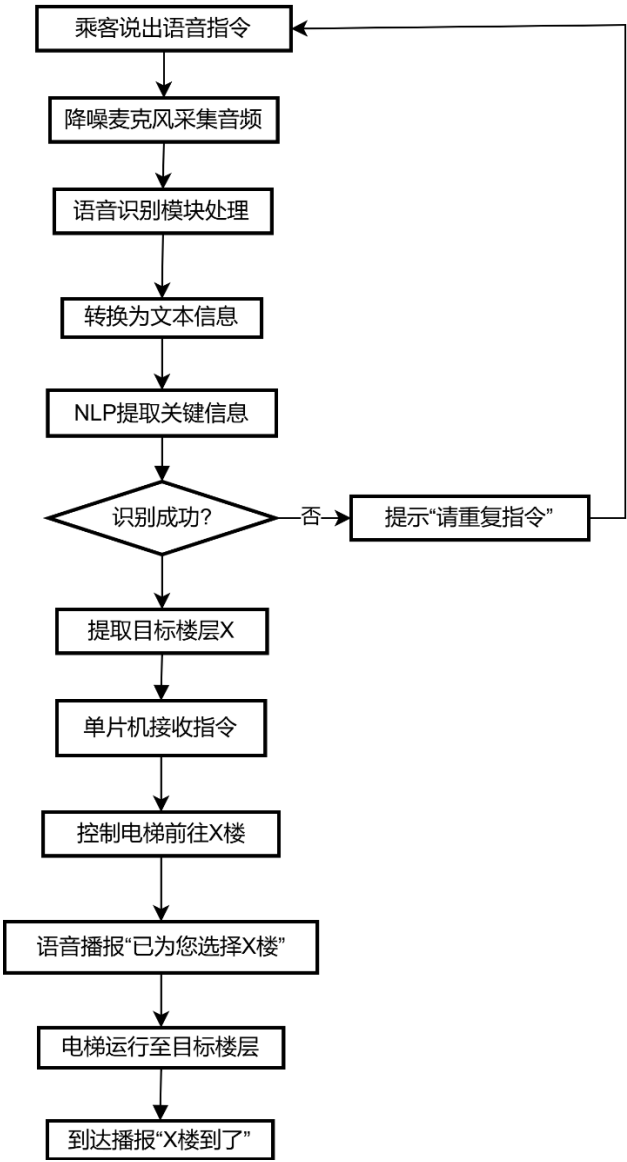 乘客说出语音指令
降噪麦克风采集音频
语音识别模块处理
转换为文本信息
NLP提取关键信息
识别成功?
否
提示“请重复指令”
提取目标楼层X
单片机接收指令
控制电梯前往X楼
语音播报“已为您选择X楼”
电梯运行至目标楼层
到达播报“X楼到了”